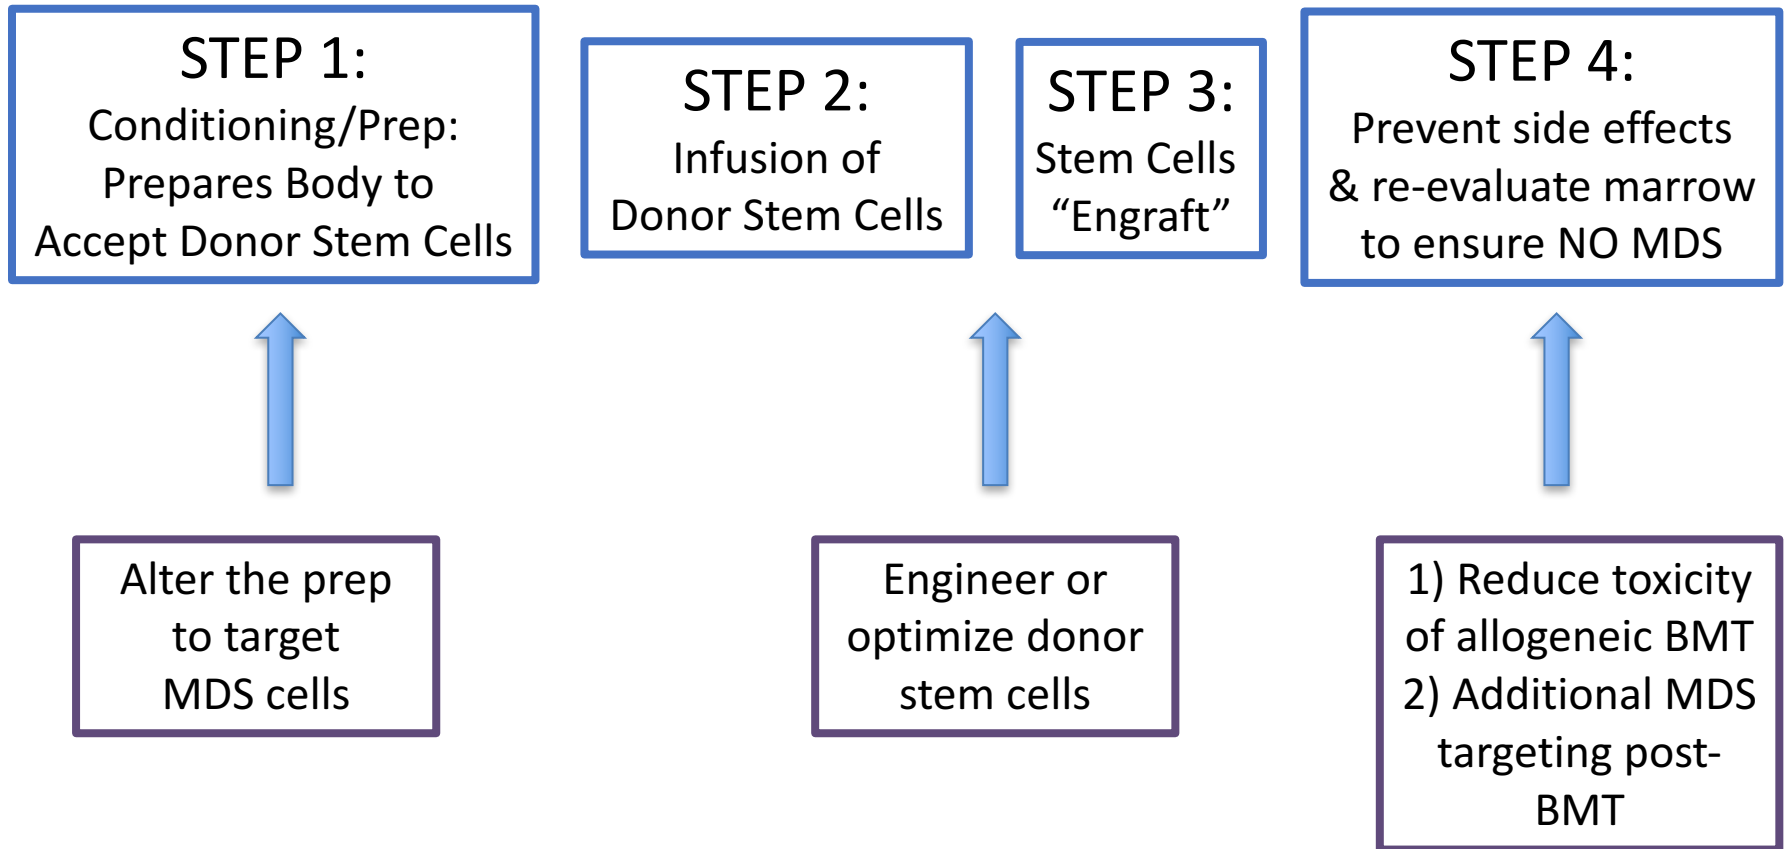 STEP 1:
Conditioning/Prep:
Prepares Body to
Accept Donor Stem Cells
STEP 2:
Infusion of
Donor Stem Cells
STEP 3:
Stem Cells
“Engraft”
STEP 4:
Prevent side effects
& re-evaluate marrow
to ensure NO MDS
Alter the prep
to target
MDS cells
Engineer or
optimize donor
stem cells
1) Reduce toxicity
of allogeneic BMT
2) Additional MDS
targeting post-
BMT